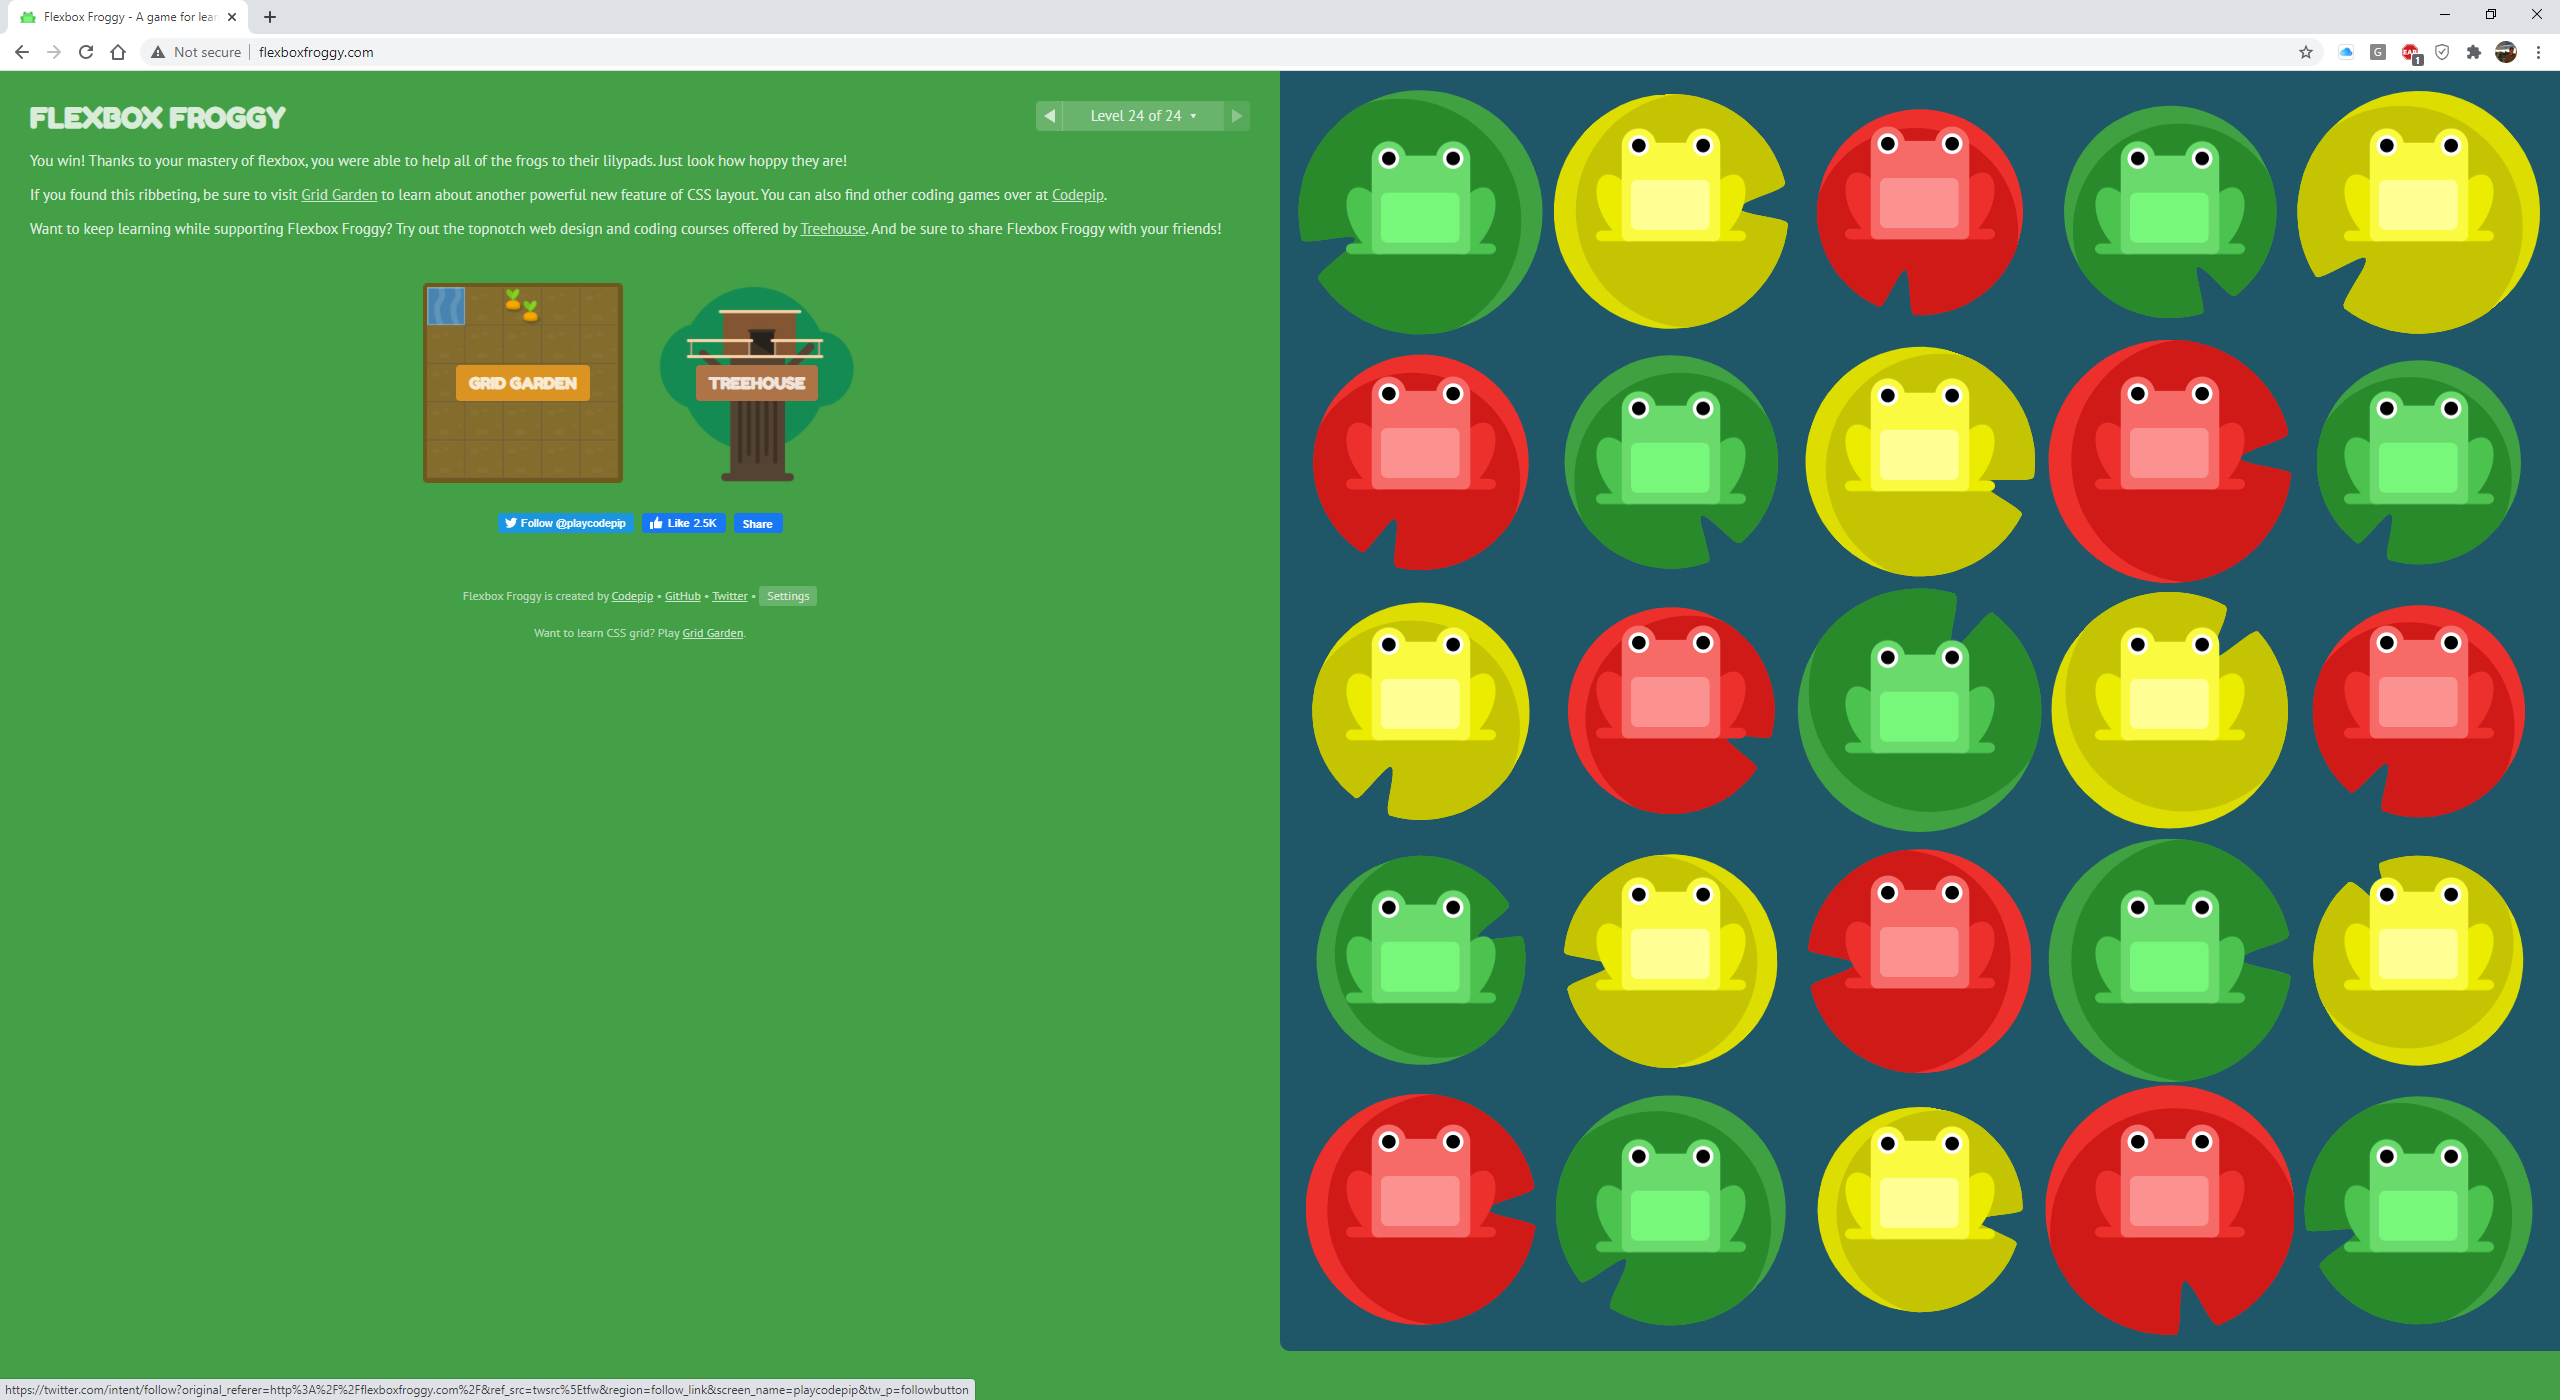 Flexbox Froggy - A game for lear
Not secure
flexboxfroggy.com
G
1
FLEXBOX FROGGY
Level 24 of 24
You win! Thanks to your mastery of flexbox, you were able to help all of the frogs to their lilypads. Just look how hoppy they are!
If you found this ribbeting, be sure to visit Grid Garden to learn about another powerful new feature of CSS layout. You can also find other coding games over at Codepip.
Want to keep learning while supporting Flexbox Froggy? Try out the topnotch web design and coding courses offered by Treehouse. And be sure to share Flexbox Froggy with your friends!
GRID GARDEN
TREEHOUSE
Follow @playcodepip
Like 2.5K
Share
Flexbox Froggy is created by Codepip • GitHub • Twitter • Settings
Want to learn CSS grid? Play Grid Garden.
https://twitter.com/intent/follow?original_referer=http%3A%2F%2Fflexboxfroggy.com%2F&ref_src=twsrc%5Etfw&region=follow_link&screen_name=playcodepip&tw_p=followbutton